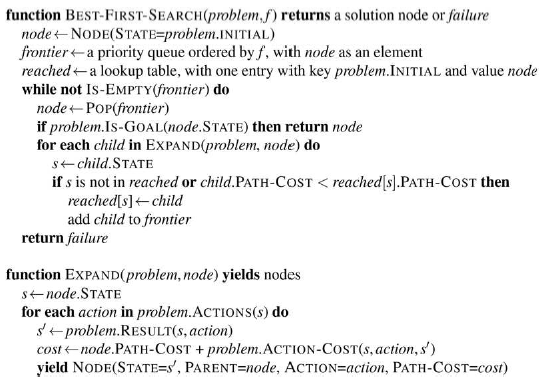 function BEST-FIRST-SEARCH(problem, f) returns a solution node or failure
node←NODE(STATE=problem.INITIAL)
frontier←a priority queue ordered by f, with node as an element
reached←a lookup table, with one entry with key problem.INITIAL and value node
while not IS-EMPTY(frontier) do
node←POP(frontier)
if problem.IS-GOAL(node.STATE) then return node
for each child in EXPAND(problem, node) do
s←child.STATE
if s is not in reached or child.PATH-COST < reached[s].PATH-COST then
reached[s]←child
add child to frontier
return failure
function EXPAND(problem, node) yields nodes
s←node.STATE
for each action in problem.ACTIONS(s) do
s′←problem.RESULT(s, action)
cost←node.PATH-COST + problem.ACTION-COST(s, action, s′)
yield NODE(STATE=s′, PARENT=node, ACTION=action, PATH-COST=cost)